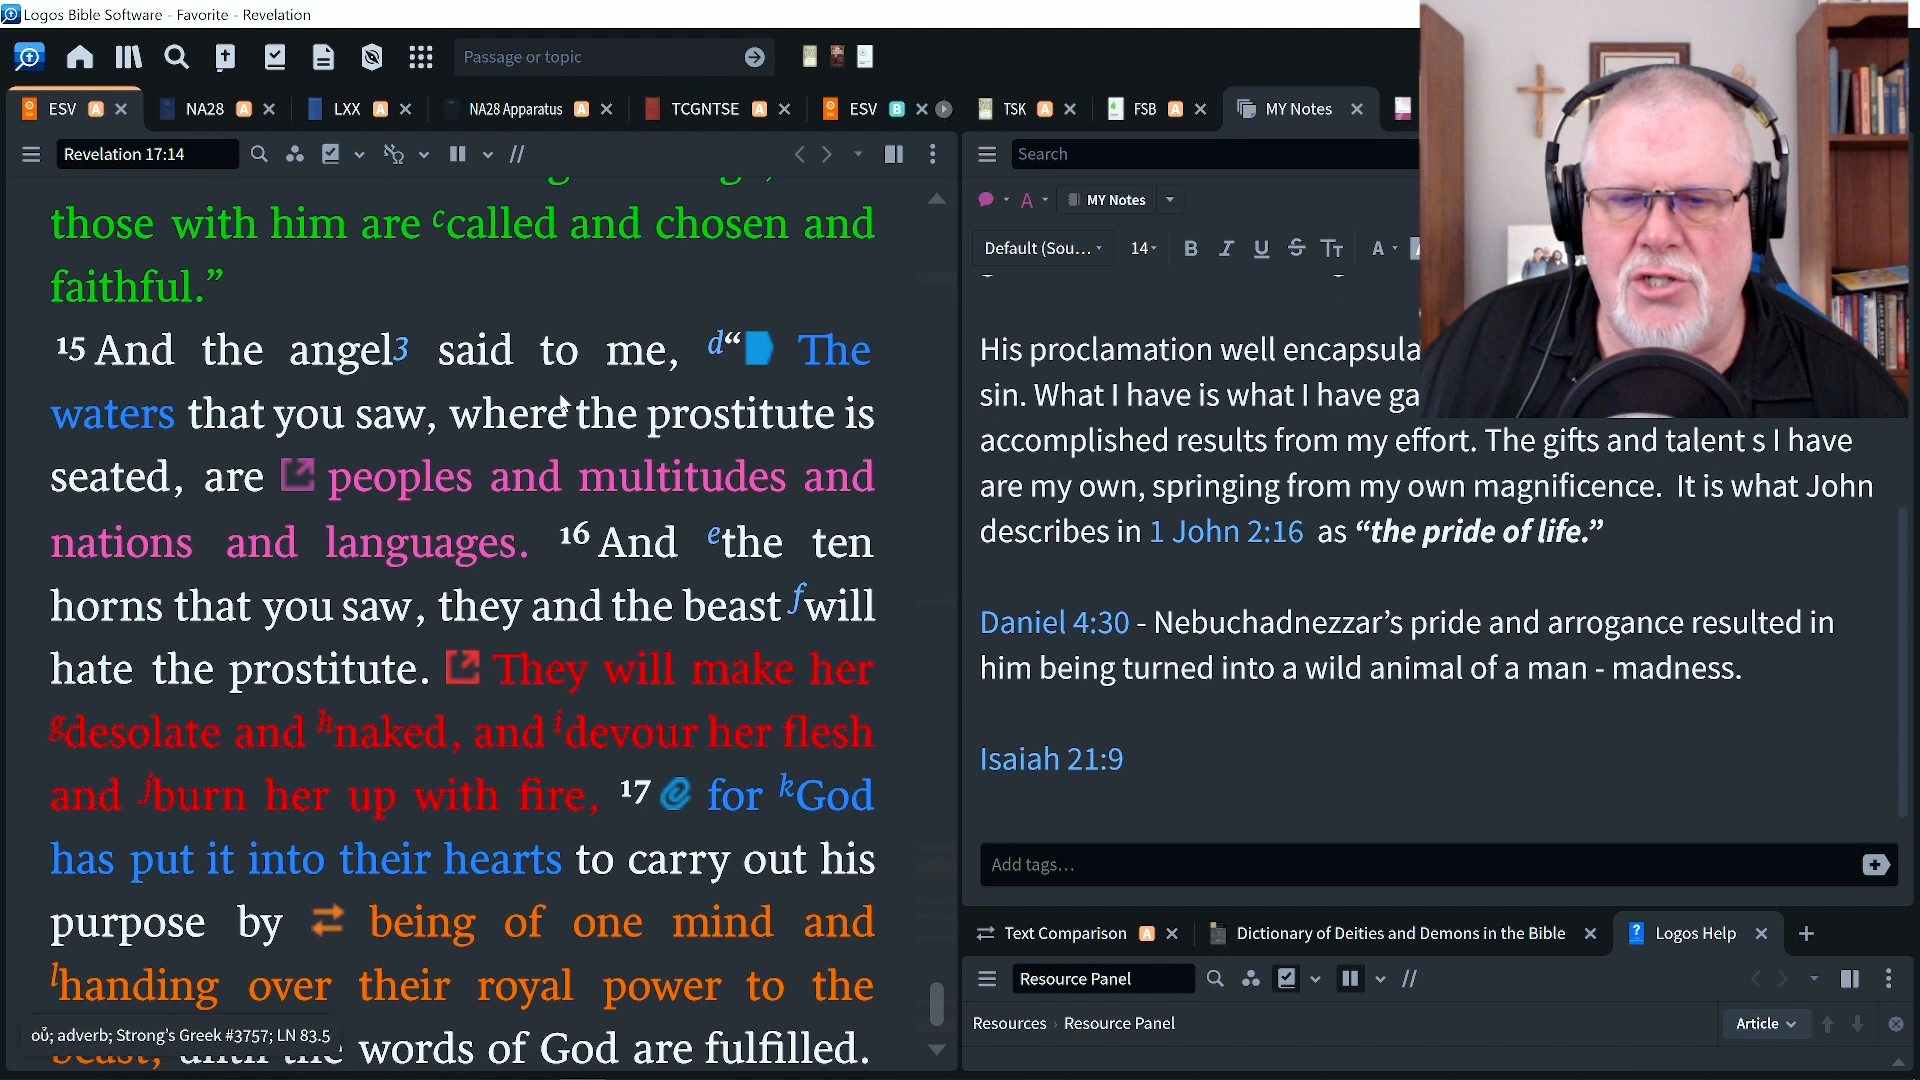 Logos Bible Software - Favorite - Revelation
Passage or topic
ESV A
NA28 A
LXX A
NA28 Apparatus A
TCGNTSE A
ESV B
TSK A
FSB A
MY Notes
Revelation 17:14
Search
MY Notes
Default (Sou...
14
those with him are c called and chosen and
faithful.”
15 And the angel3 said to me, d“ The
waters that you saw, where the prostitute is
seated, are peoples and multitudes and
nations and languages. 16 And e the ten
horns that you saw, they and the beast f will
hate the prostitute. They will make her
g desolate and h naked, and i devour her flesh
and j burn her up with fire, 17 for k God
has put it into their hearts to carry out his
purpose by being of one mind and
l handing over their royal power to the
beast, until the words of God are fulfilled.
οὗ; adverb; Strong’s Greek #3757; LN 83.5
His proclamation well encapsula
sin. What I have is what I have ga
accomplished results from my effort. The gifts and talent s I have
are my own, springing from my own magnificence. It is what John
describes in 1 John 2:16 as “the pride of life.”
Daniel 4:30 - Nebuchadnezzar’s pride and arrogance resulted in
him being turned into a wild animal of a man - madness.
Isaiah 21:9
Add tags…
Text Comparison A
Dictionary of Deities and Demons in the Bible
Logos Help
Resource Panel
Resources › Resource Panel
Article